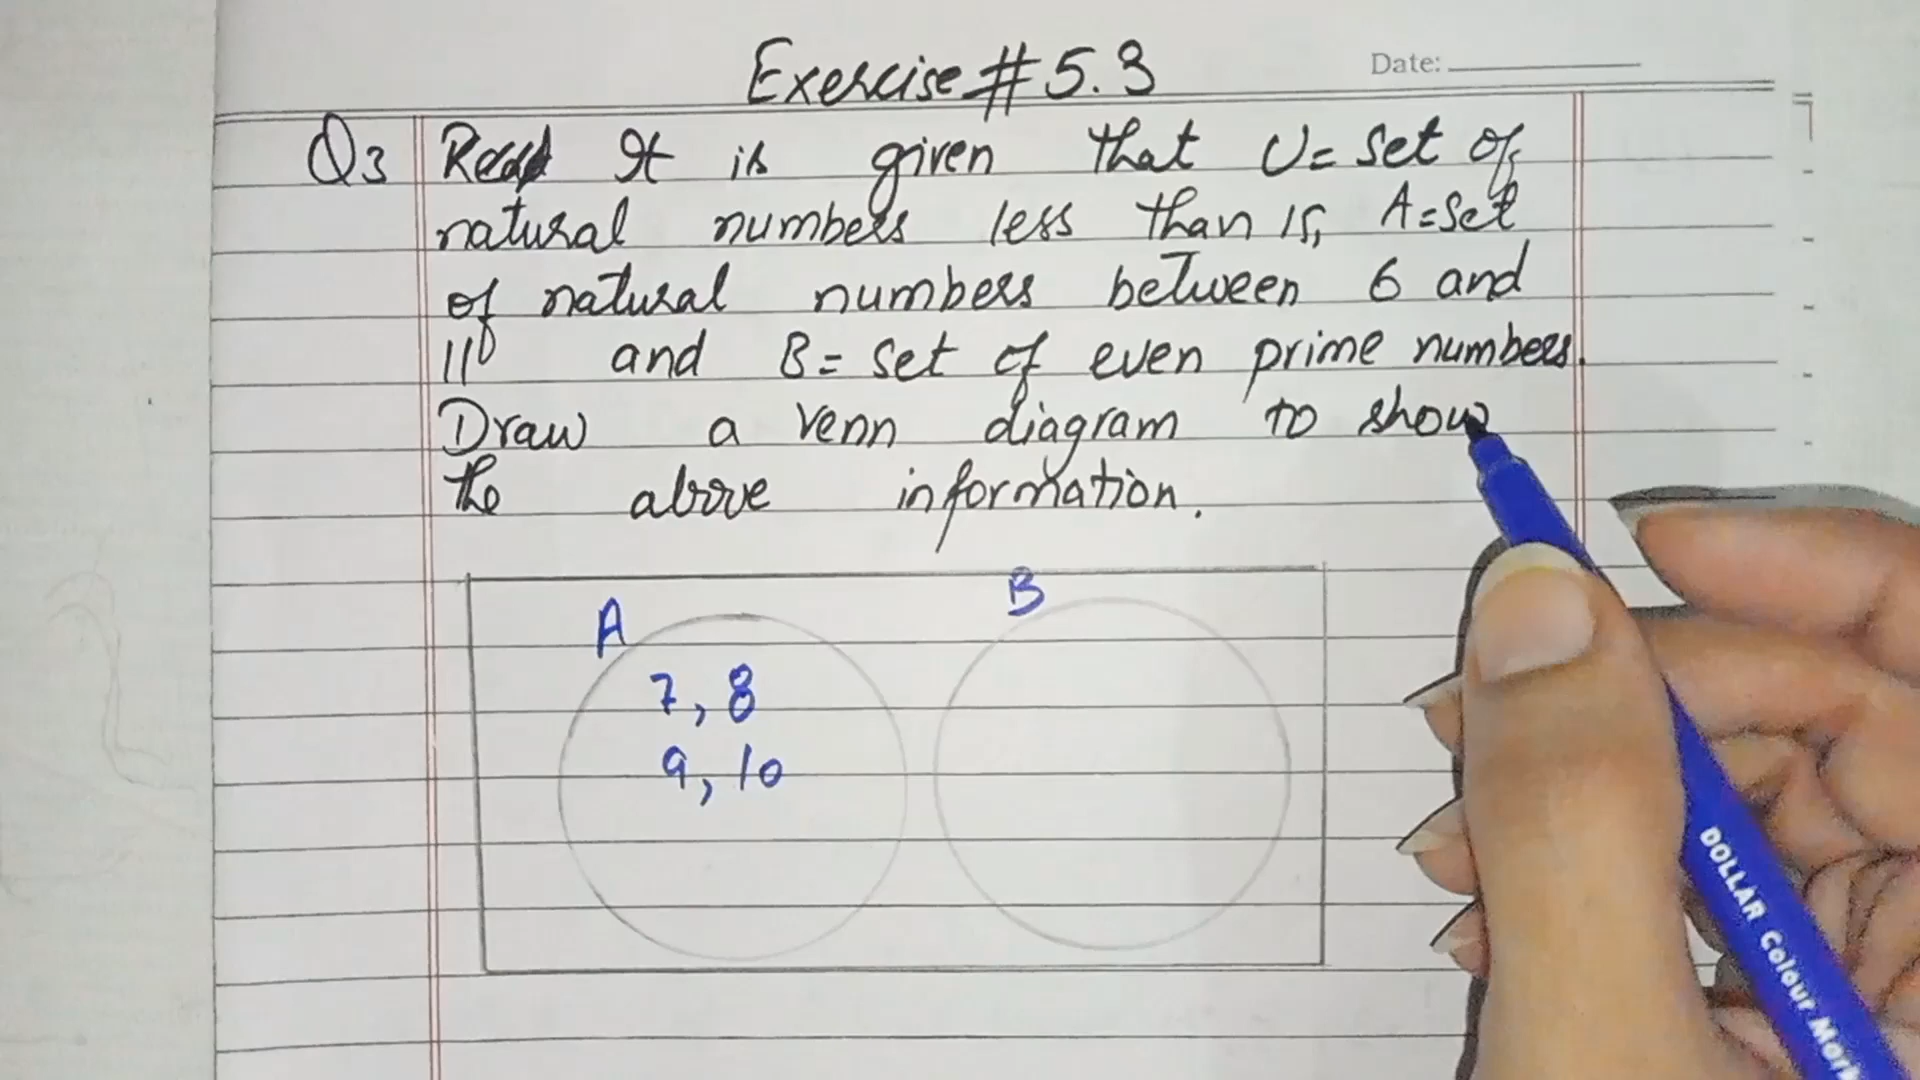 Exercise # 5.3
Date:
Q3 It is given that U = set of
natural numbers less than 15, A = set
of natural numbers between 6 and
11 and B = set of even prime numbers.
Draw a venn diagram to show
the above information.
A
B
7, 8
9, 10
DOLLAR Colour